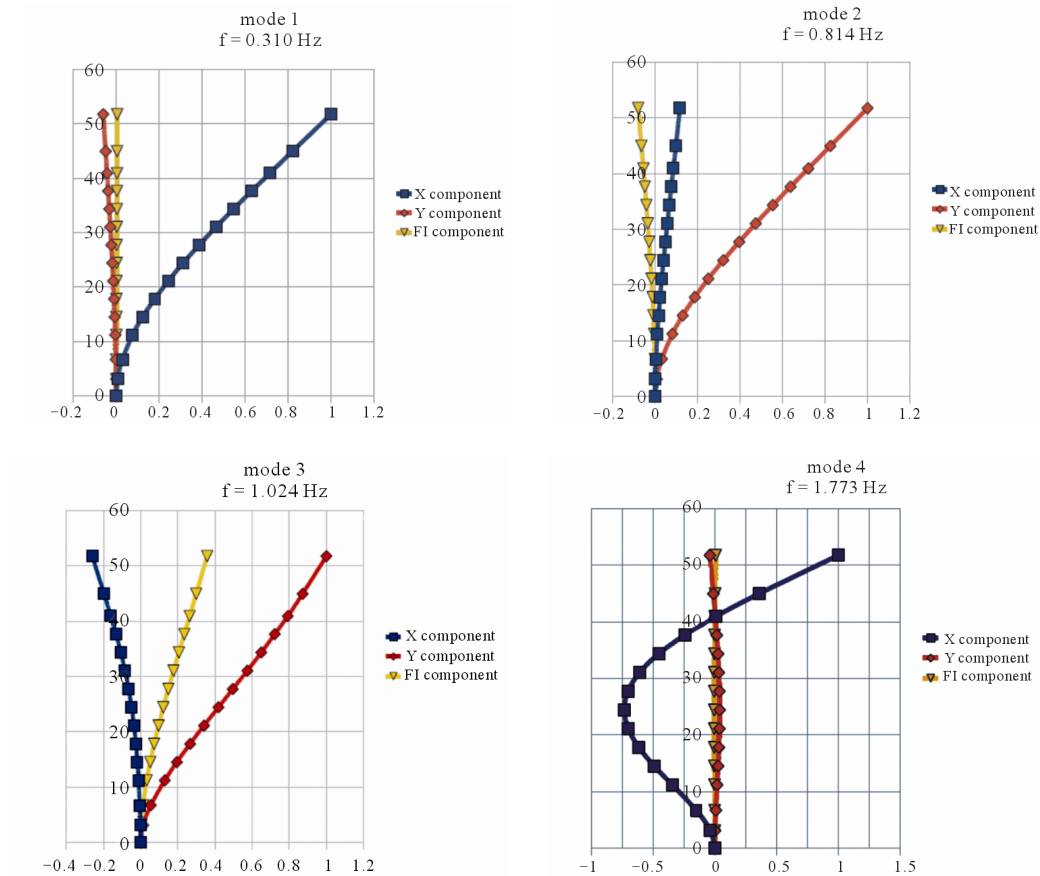 mode 1
f = 0.310 Hz
60
50
40
30
20
10
0
−0.2 0 0.2 0.4 0.6 0.8 1 1.2
X component
Y component
FI component
mode 2
f = 0.814 Hz
60
50
40
30
20
10
0
−0.2 0 0.2 0.4 0.6 0.8 1 1.2
X component
Y component
FI component
mode 3
f = 1.024 Hz
60
50
40
30
20
10
0
−0.4 −0.2 0 0.2 0.4 0.6 0.8 1 1.2
X component
Y component
FI component
mode 4
f = 1.773 Hz
60
50
40
30
20
10
0
−1 −0.5 0 0.5 1 1.5
X component
Y component
FI component